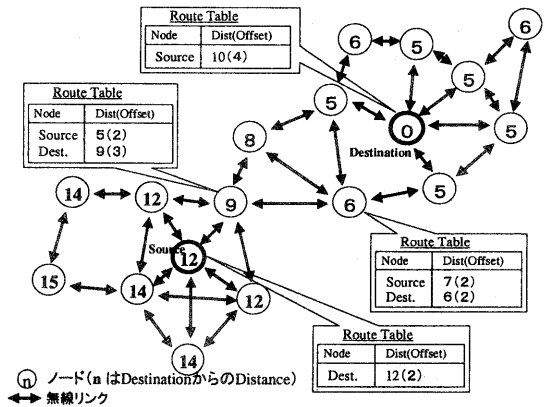 Route Table
Node Dist(Offset)
Source 10(4)
6
5
6
5
5
5
0
Destination
5
Route Table
Node Dist(Offset)
Source 5(2)
Dest. 9(3)
8
14
12
9
6
Source
12
15
14
12
14
Route Table
Node Dist(Offset)
Source 7(2)
Dest. 6(2)
Route Table
Node Dist(Offset)
Dest. 12(2)
n ノード(n はDestinationからのDistance)
無線リンク